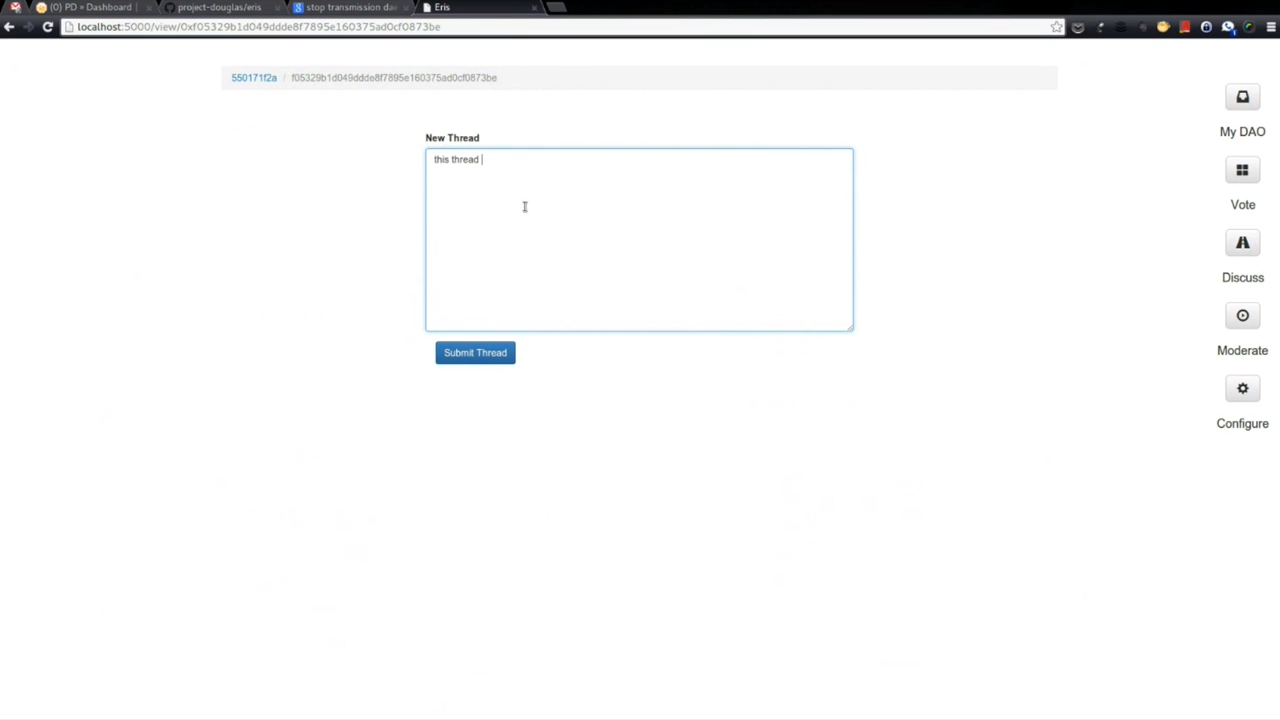 (0) PD » Dashboard
project-douglas/eris
stop transmission da
Eris
localhost:5000/view/0xf05329b1d049ddde8f7895e160375ad0cf0873be
550171f2a / f05329b1d049ddde8f7895e160375ad0cf0873be
New Thread
this thread
Submit Thread
My DAO
Vote
Discuss
Moderate
Configure